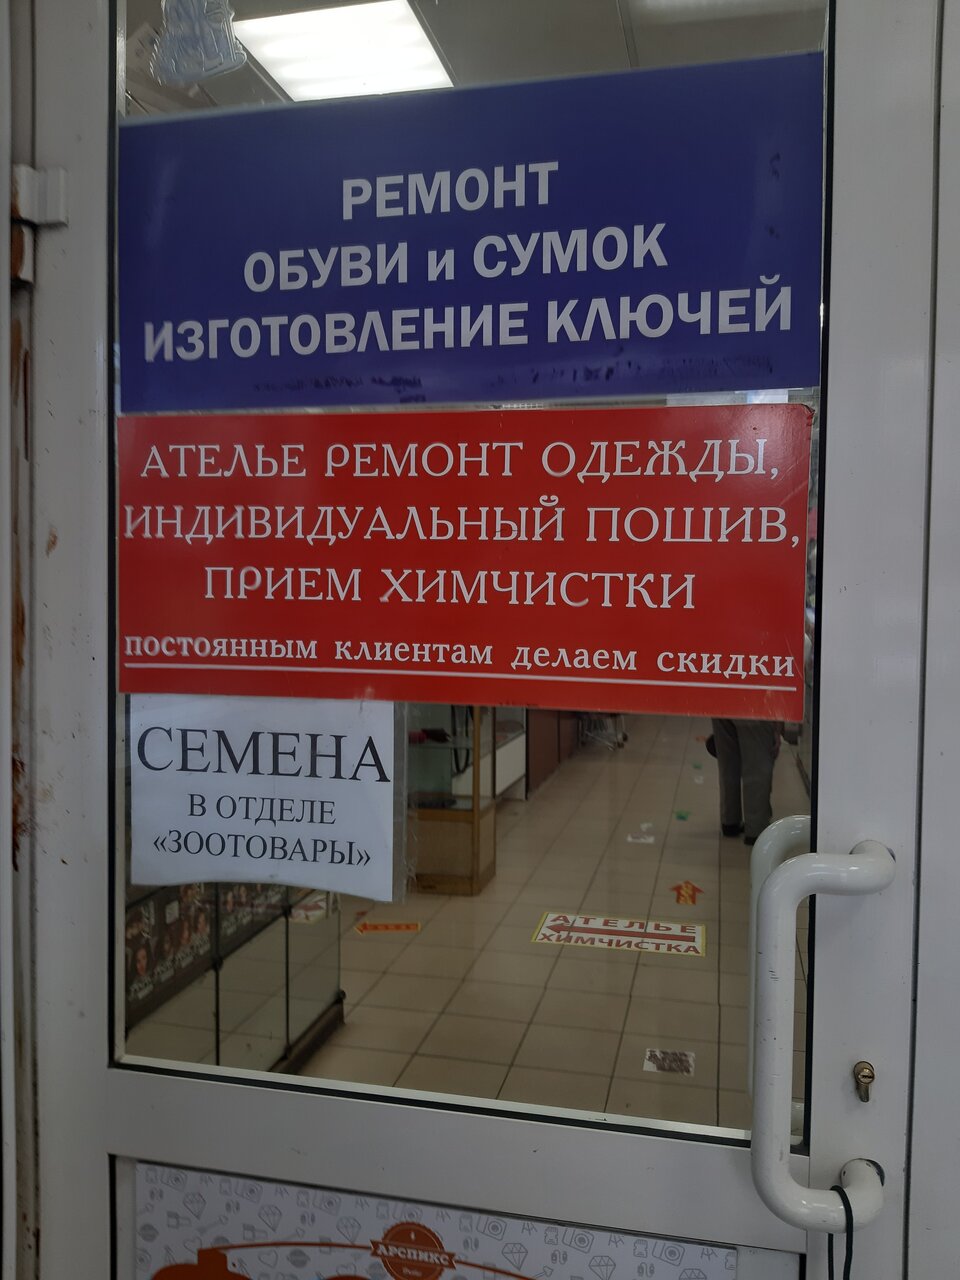 РЕМОНТ
ОБУВИ и СУМОК
ИЗГОТОВЛЕНИЕ КЛЮЧЕЙ
АТЕЛЬЕ РЕМОНТ ОДЕЖДЫ,
ИНДИВИДУАЛЬНЫЙ ПОШИВ,
ПРИЕМ ХИМЧИСТКИ
постоянным клиентам делаем скидки
СЕМЕНА
В ОТДЕЛЕ
«ЗООТОВАРЫ»
АТЕЛЬЕ
ХИМЧИСТКА
АРСПИКС